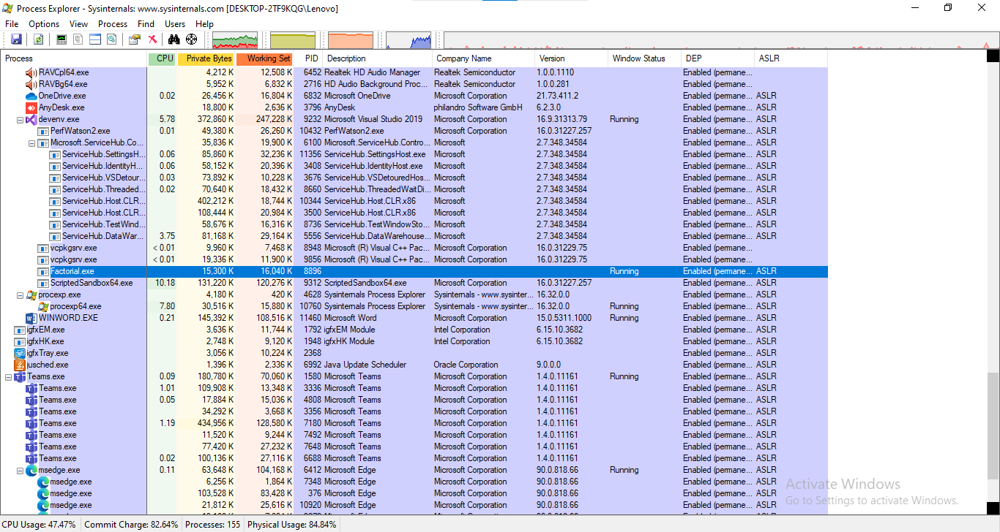 Process Explorer - Sysinternals: www.sysinternals.com [DESKTOP-2TF9KQG\Lenovo]
File Options View Process Find Users Help
Process CPU Private Bytes Working Set PID Description Company Name Version Window Status DEP ASLR
RAVCpl64.exe 4,212 K 12,508 K 6452 Realtek HD Audio Manager Realtek Semiconductor 1.0.0.1110 Enabled (permane...
RAVBg64.exe 5,952 K 6,832 K 2716 HD Audio Background Proc... Realtek Semiconductor 1.0.0.281 Enabled (permane...
OneDrive.exe 0.02 26,456 K 16,804 K 6832 Microsoft OneDrive Microsoft Corporation 21.73.411.2 Enabled (permane... ASLR
AnyDesk.exe 18,800 K 2,636 K 3796 AnyDesk philandro Software GmbH 6.2.3.0 Enabled (permane... ASLR
devenv.exe 5.78 372,860 K 247,228 K 9232 Microsoft Visual Studio 2019 Microsoft Corporation 16.9.31313.79 Running Enabled (permane... ASLR
PerfWatson2.exe 0.01 49,380 K 26,260 K 10432 PerfWatson2.exe Microsoft Corporation 16.0.31227.257 Enabled (permane... ASLR
Microsoft.ServiceHub.Co... 35,836 K 19,900 K 6100 Microsoft.ServiceHub.Contro... Microsoft 2.7.348.34584 Enabled (permane... ASLR
ServiceHub.SettingsH... 0.06 85,860 K 32,236 K 11356 ServiceHub.SettingsHost.exe Microsoft 2.7.348.34584 Enabled (permane... ASLR
ServiceHub.IdentityH... 0.06 58,152 K 20,396 K 3408 ServiceHub.IdentityHost.exe Microsoft 2.7.348.34584 Enabled (permane... ASLR
ServiceHub.VSDetour... 0.03 73,892 K 10,228 K 3676 ServiceHub.VSDetouredHos... Microsoft 2.7.348.34584 Enabled (permane... ASLR
ServiceHub.Threaded... 0.02 70,640 K 18,432 K 8660 ServiceHub.ThreadedWaitDi... Microsoft 2.7.348.34584 Enabled (permane... ASLR
ServiceHub.Host.CLR... 402,212 K 18,744 K 10344 ServiceHub.Host.CLR.x86 Microsoft 2.7.348.34584 Enabled (permane... ASLR
ServiceHub.Host.CLR... 108,444 K 20,984 K 3500 ServiceHub.Host.CLR.x86 Microsoft 2.7.348.34584 Enabled (permane... ASLR
ServiceHub.TestWind... 58,676 K 16,316 K 8736 ServiceHub.TestWindowSto... Microsoft 2.7.348.34584 Enabled (permane... ASLR
ServiceHub.DataWar... 3.75 81,168 K 29,164 K 5556 ServiceHub.DataWarehouse... Microsoft 2.7.348.34584 Enabled (permane... ASLR
vcpkgsrv.exe < 0.01 9,960 K 7,468 K 8948 Microsoft (R) Visual C++ Pac... Microsoft Corporation 16.0.31229.75 Enabled (permane...
vcpkgsrv.exe < 0.01 19,336 K 11,900 K 9856 Microsoft (R) Visual C++ Pac... Microsoft Corporation 16.0.31229.75 Enabled (permane...
Factorial.exe 15,300 K 16,040 K 8896 Running Enabled (permane... ASLR
ScriptedSandbox64.exe 10.18 131,220 K 120,276 K 9312 ScriptedSandbox64.exe Microsoft Corporation 16.0.31227.257 Enabled (permane... ASLR
procexp.exe 4,180 K 420 K 4628 Sysinternals Process Explorer Sysinternals - www.sysinter... 16.32.0.0 Enabled (permane... ASLR
procexp64.exe 7.80 30,516 K 15,880 K 10760 Sysinternals Process Explorer Sysinternals - www.sysinter... 16.32.0.0 Running Enabled (permane... ASLR
WINWORD.EXE 0.21 145,392 K 108,516 K 11460 Microsoft Word Microsoft Corporation 15.0.5311.1000 Running Enabled (permane... ASLR
igfxEM.exe 3,636 K 11,744 K 1792 igfxEM Module Intel Corporation 6.15.10.3682 Enabled (permane... ASLR
igfxHK.exe 2,748 K 9,120 K 1948 igfxHK Module Intel Corporation 6.15.10.3682 Enabled (permane... ASLR
igfxTray.exe 3,056 K 10,224 K 2368 Enabled (permane... ASLR
jusched.exe 1,396 K 2,336 K 6992 Java Update Scheduler Oracle Corporation 9.0.0.0 Enabled (permane... ASLR
Teams.exe 0.09 180,780 K 70,060 K 1580 Microsoft Teams Microsoft Corporation 1.4.0.11161 Running Enabled (permane... ASLR
Teams.exe 1.01 109,908 K 13,348 K 3336 Microsoft Teams Microsoft Corporation 1.4.0.11161 Enabled (permane... ASLR
Teams.exe 0.05 17,884 K 15,036 K 4808 Microsoft Teams Microsoft Corporation 1.4.0.11161 Enabled (permane... ASLR
Teams.exe 34,292 K 3,668 K 3356 Microsoft Teams Microsoft Corporation 1.4.0.11161 Enabled (permane... ASLR
Teams.exe 1.19 434,956 K 128,580 K 7180 Microsoft Teams Microsoft Corporation 1.4.0.11161 Enabled (permane... ASLR
Teams.exe 11,520 K 9,244 K 7492 Microsoft Teams Microsoft Corporation 1.4.0.11161 Enabled (permane... ASLR
Teams.exe 77,420 K 27,232 K 7648 Microsoft Teams Microsoft Corporation 1.4.0.11161 Enabled (permane... ASLR
Teams.exe 0.02 100,136 K 27,116 K 6688 Microsoft Teams Microsoft Corporation 1.4.0.11161 Enabled (permane... ASLR
msedge.exe 0.11 63,648 K 104,168 K 6412 Microsoft Edge Microsoft Corporation 90.0.818.66 Running Enabled (permane... ASLR
msedge.exe 6,256 K 1,864 K 7348 Microsoft Edge Microsoft Corporation 90.0.818.66 Enabled (permane... ASLR
msedge.exe 103,528 K 83,428 K 376 Microsoft Edge Microsoft Corporation 90.0.818.66 Enabled (permane... ASLR
msedge.exe 21,812 K 25,616 K 10920 Microsoft Edge Microsoft Corporation 90.0.818.66 Enabled (permane... ASLR
Activate Windows
Go to Settings to activate Windows.
CPU Usage: 47.47% Commit Charge: 82.64% Processes: 155 Physical Usage: 84.84%